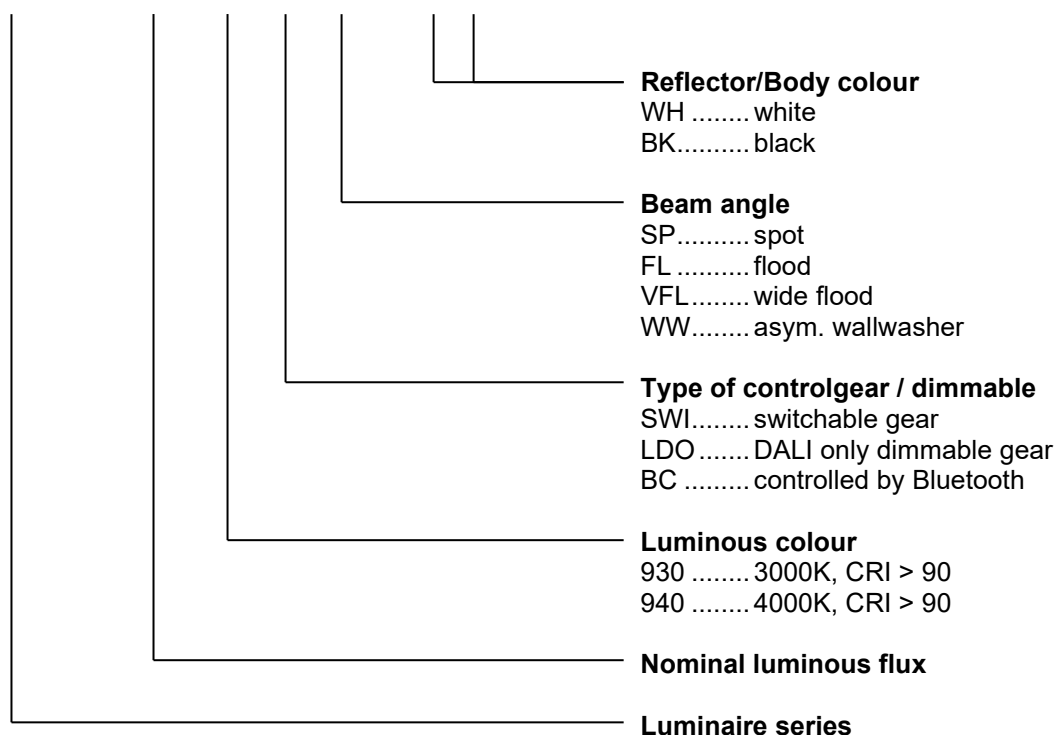 Reflector/Body colour
WH ........ white
BK.......... black
Beam angle
SP.......... spot
FL .......... flood
VFL........ wide flood
WW........ asym. wallwasher
Type of controlgear / dimmable
SWI........ switchable gear
LDO ....... DALI only dimmable gear
BC ......... controlled by Bluetooth
Luminous colour
930 ........ 3000K, CRI > 90
940 ........ 4000K, CRI > 90
Nominal luminous flux
Luminaire series